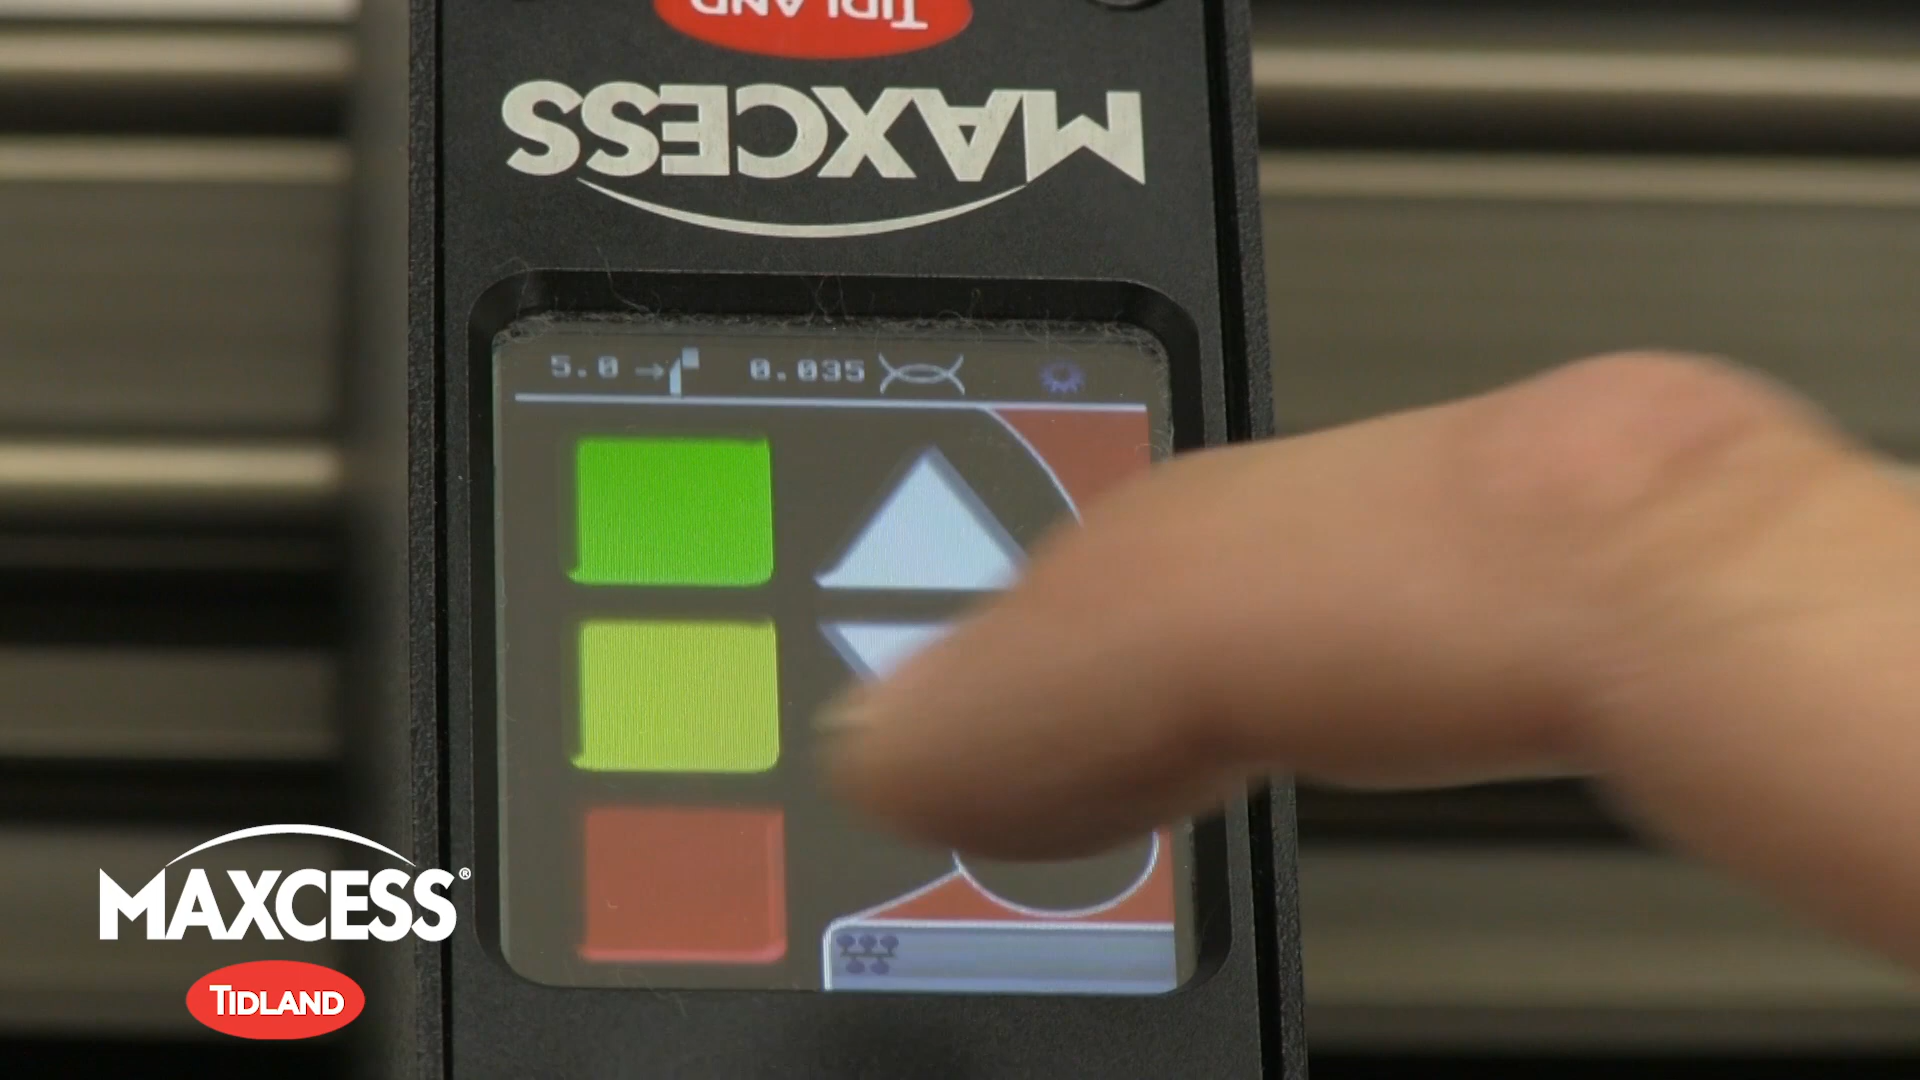 TIDLAND
MAXCESS
5.0 0.035
MAXCESS®
TIDLAND